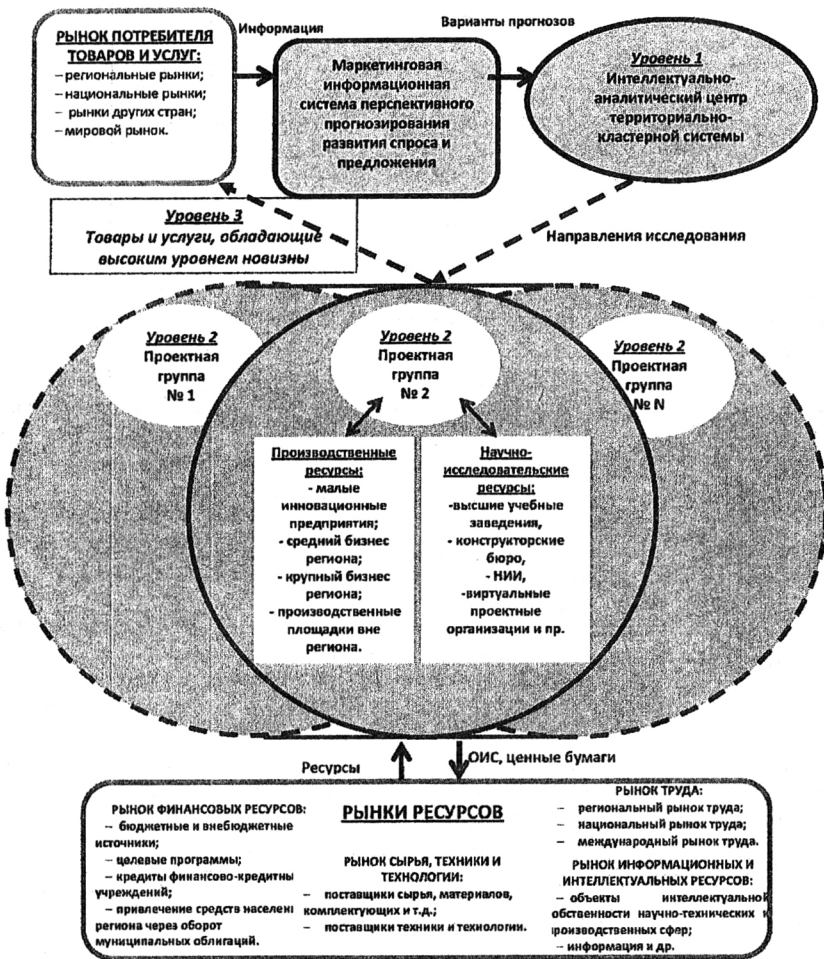 РЫНОК ПОТРЕБИТЕЛЯ
ТОВАРОВ И УСЛУГ:
– региональные рынки;
– национальные рынки;
– рынки других стран;
– мировой рынок.
Информация
Маркетинговая
информационная
система перспективного
прогнозирования
развития спроса и
предложения
Варианты прогнозов
Уровень 1
Интеллектуально-
аналитический центр
территориально-
кластерной системы
Уровень 3
Товары и услуги, обладающие
высоким уровнем новизны
Направления исследования
Уровень 2
Проектная
группа
№ 1
Уровень 2
Проектная
группа
№ 2
Уровень 2
Проектная
группа
№ N
Производственные
ресурсы:
- малые
инновационные
предприятия;
- средний бизнес
региона;
- крупный бизнес
региона;
- производственные
площадки вне
региона.
Научно-
исследовательские
ресурсы:
-высшие учебные
заведения,
- конструкторские
бюро,
- НИИ,
-виртуальные
проектные
организации и пр.
Ресурсы
ОИС, ценные бумаги
РЫНКИ РЕСУРСОВ
РЫНОК ФИНАНСОВЫХ РЕСУРСОВ:
– бюджетные и внебюджетные
источники;
– целевые программы;
– кредиты финансово-кредитны
учреждений;
– привлечение средств населени
региона через оборот
муниципальных облигаций.
РЫНОК СЫРЬЯ, ТЕХНИКИ И
ТЕХНОЛОГИИ:
– поставщики сырья, материалов,
комплектующих и т.д.;
– поставщики техники и технологии.
РЫНОК ТРУДА:
– региональный рынок труда;
– национальный рынок труда;
– международный рынок труда.
РЫНОК ИНФОРМАЦИОННЫХ И
ИНТЕЛЛЕКТУАЛЬНЫХ РЕСУРСОВ:
– объекты интеллектуальной
обственности научно-технических и
производственных сфер;
– информация и др.